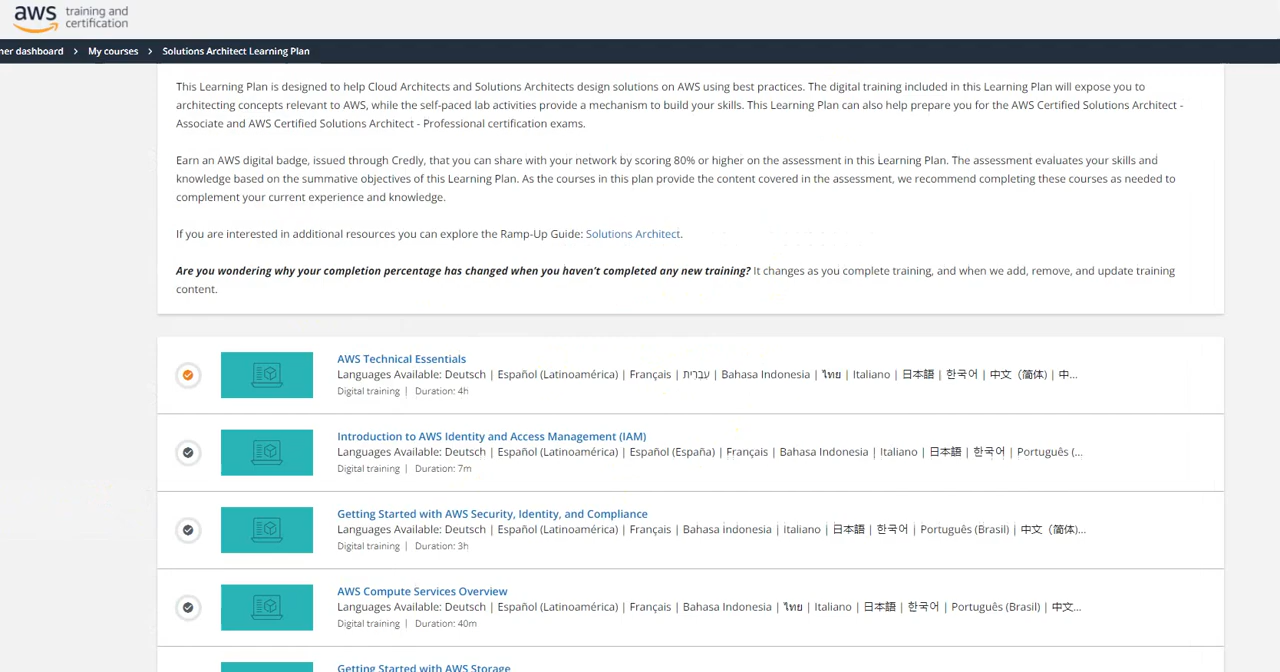 aws training and
certification
ner dashboard > My courses > Solutions Architect Learning Plan
This Learning Plan is designed to help Cloud Architects and Solutions Architects design solutions on AWS using best practices. The digital training included in this Learning Plan will expose you to
architecting concepts relevant to AWS, while the self-paced lab activities provide a mechanism to build your skills. This Learning Plan can also help prepare you for the AWS Certified Solutions Architect -
Associate and AWS Certified Solutions Architect - Professional certification exams.
Earn an AWS digital badge, issued through Credly, that you can share with your network by scoring 80% or higher on the assessment in this Learning Plan. The assessment evaluates your skills and
knowledge based on the summative objectives of this Learning Plan. As the courses in this plan provide the content covered in the assessment, we recommend completing these courses as needed to
complement your current experience and knowledge.
If you are interested in additional resources you can explore the Ramp-Up Guide: Solutions Architect.
Are you wondering why your completion percentage has changed when you haven't completed any new training? It changes as you complete training, and when we add, remove, and update training
content.
AWS Technical Essentials
Languages Available: Deutsch | Español (Latinoamérica) | Français | עברית | Bahasa Indonesia | ไทย | Italiano | 日本語 | 한국어 | 中文（简体) | 中...
Digital training | Duration: 4h
Introduction to AWS Identity and Access Management (IAM)
Languages Available: Deutsch | Español (Latinoamérica) | Español (España) | Français | Bahasa Indonesia | Italiano | 日本語 | 한국어 | Português (...
Digital training | Duration: 7m
Getting Started with AWS Security, Identity, and Compliance
Languages Available: Deutsch | Español (Latinoamérica) | Français | Bahasa indonesia | Italiano | 日本語 | 한국어 | Português (Brasil) | 中文（简体)...
Digital training | Duration: 3h
AWS Compute Services Overview
Languages Available: Deutsch | Español (Latinoamérica) | Français | Bahasa Indonesia | ไทย | Italiano | 日本語 | 한국어 | Português (Brasil) | 中文...
Digital training | Duration: 40m
Getting Started with AWS Storage